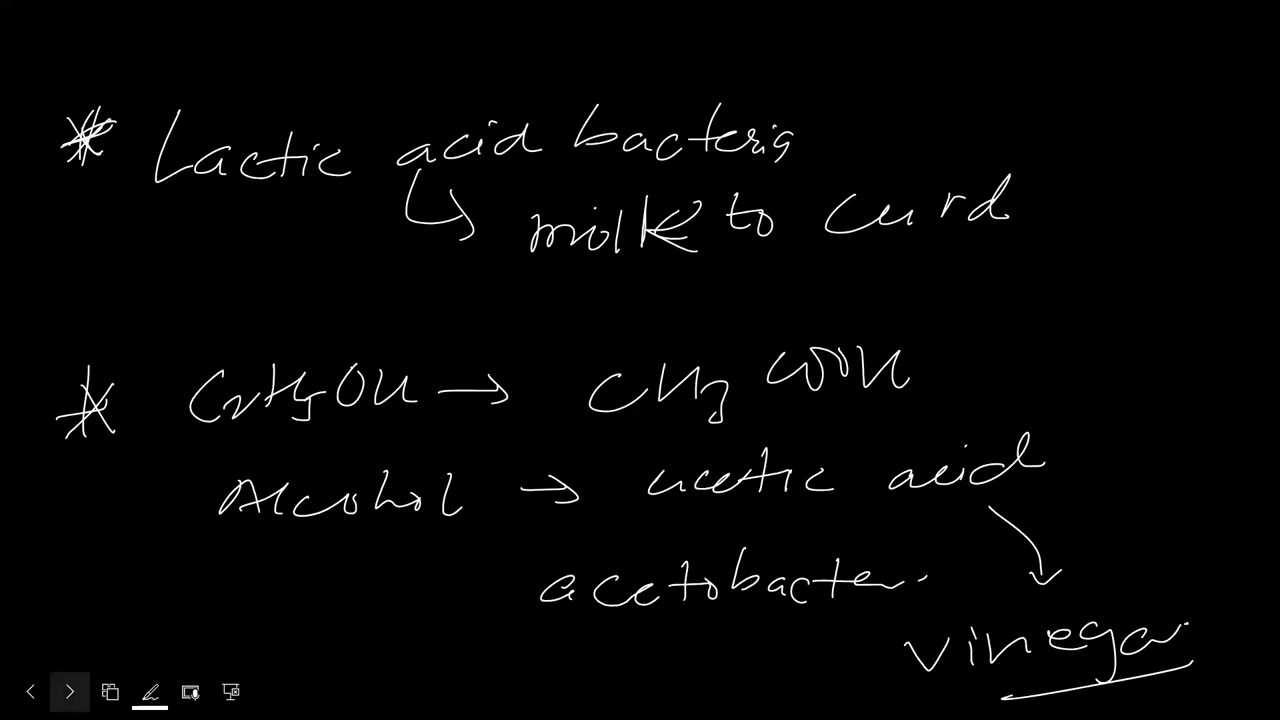 * Lactic acid bacteria
↳ milk to curd
* C2H5OH → CH3COOH
Alcohol → acetic acid
acetobacter.
vinegar